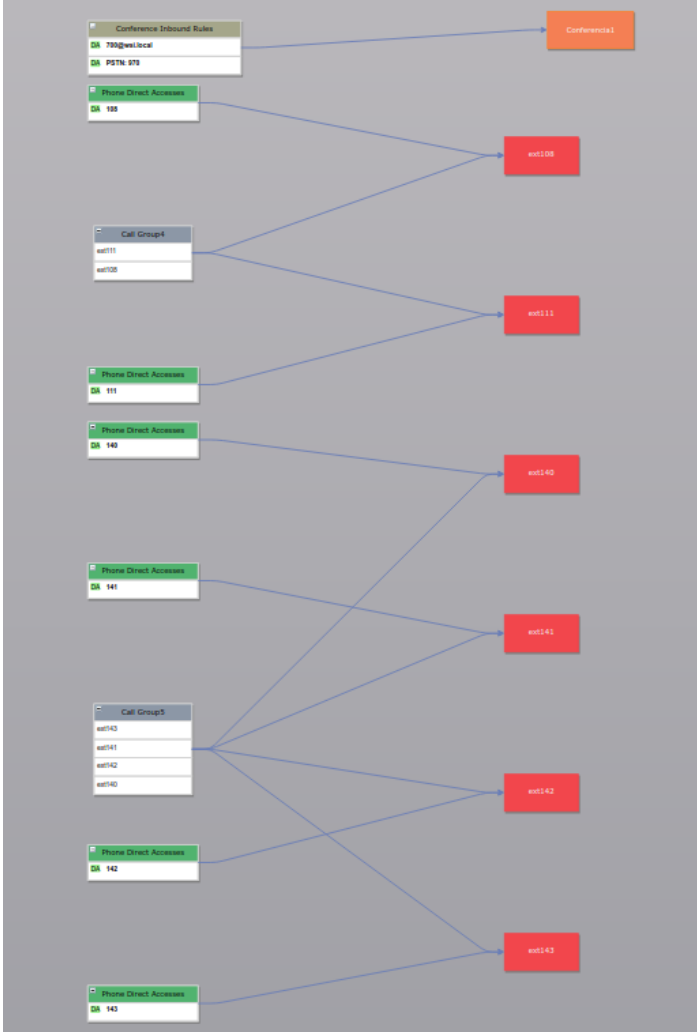 Conference Inbound Rules
DA 700@wsl.local
DA PSTN: 970
Conferencia1
Phone Direct Accesses
DA 108
ext108
Call Group4
ext111
ext108
ext111
Phone Direct Accesses
DA 111
Phone Direct Accesses
DA 140
ext140
Phone Direct Accesses
DA 141
ext141
Call Group5
ext143
ext141
ext142
ext140
ext142
Phone Direct Accesses
DA 142
ext143
Phone Direct Accesses
DA 143